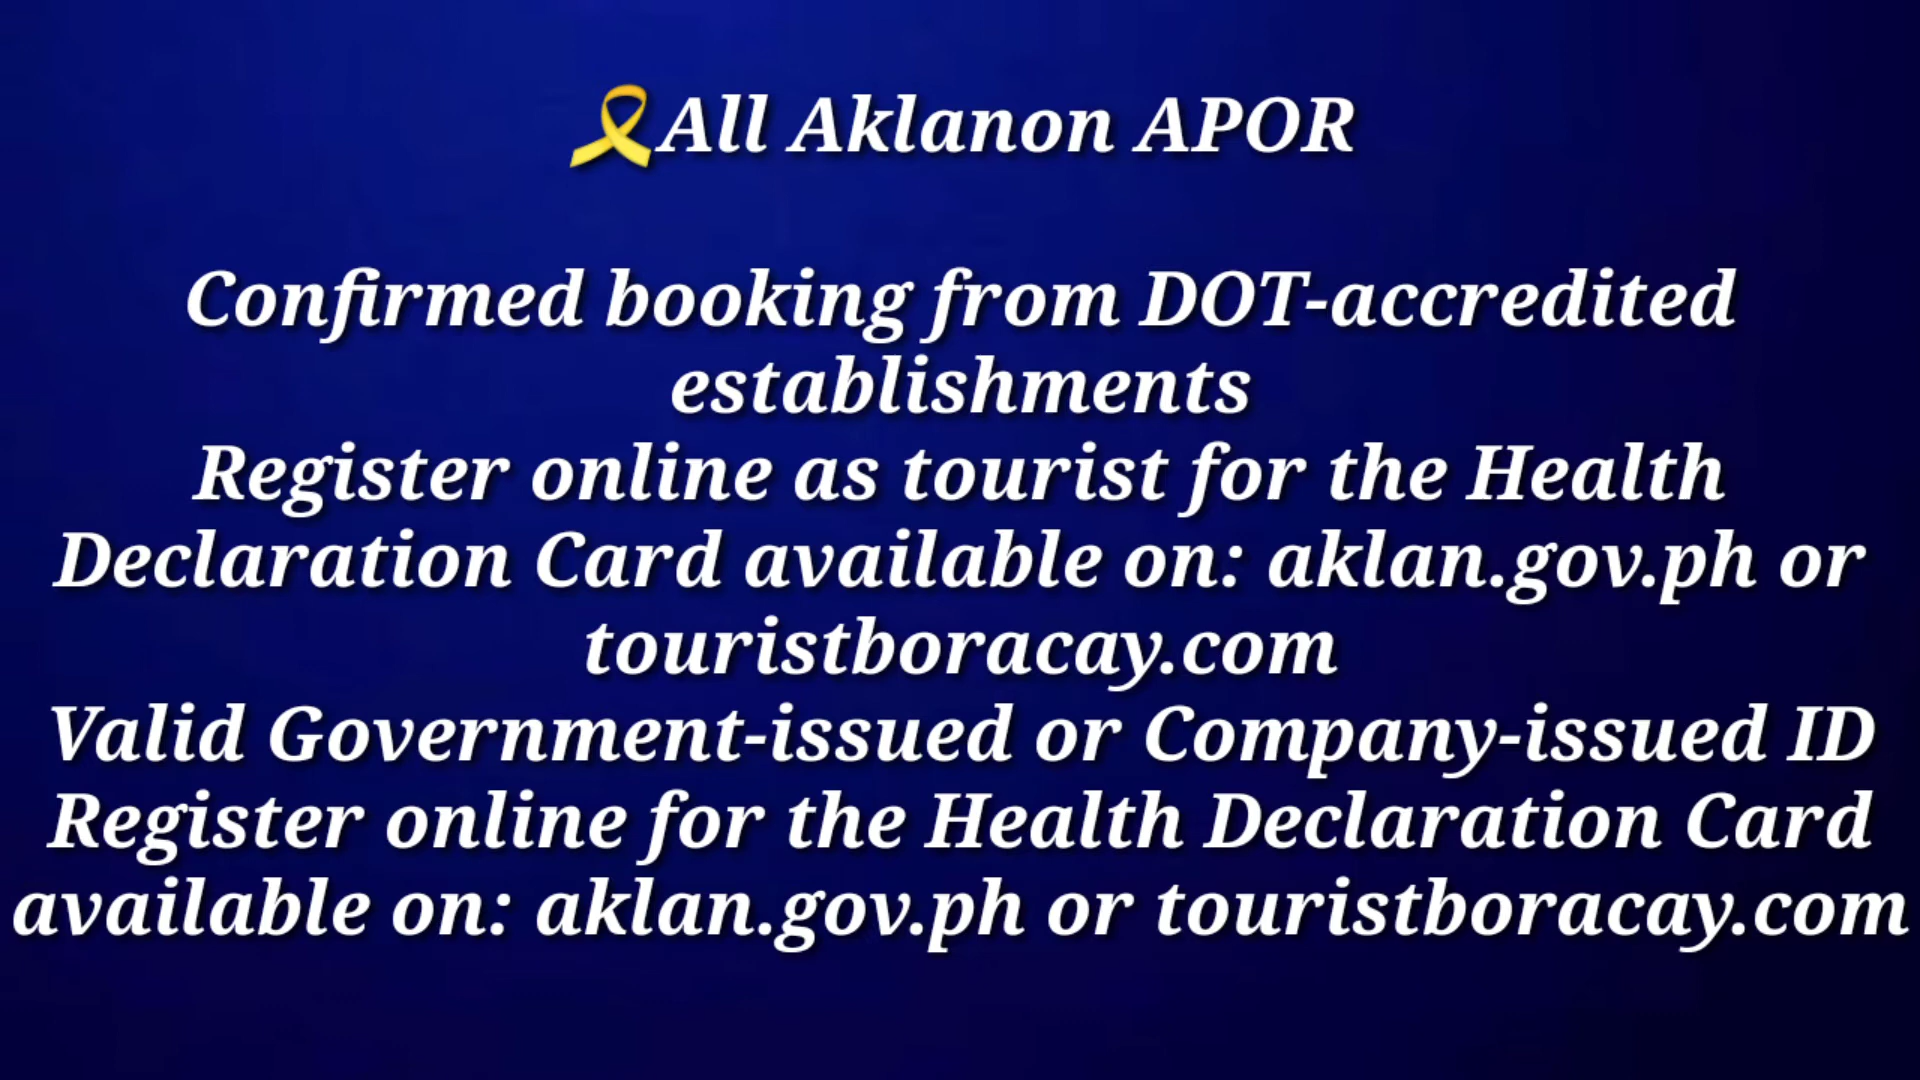 🎗All Aklanon APOR
Confirmed booking from DOT-accredited
establishments
Register online as tourist for the Health
Declaration Card available on: aklan.gov.ph or
touristboracay.com
Valid Government-issued or Company-issued ID
Register online for the Health Declaration Card
available on: aklan.gov.ph or touristboracay.com